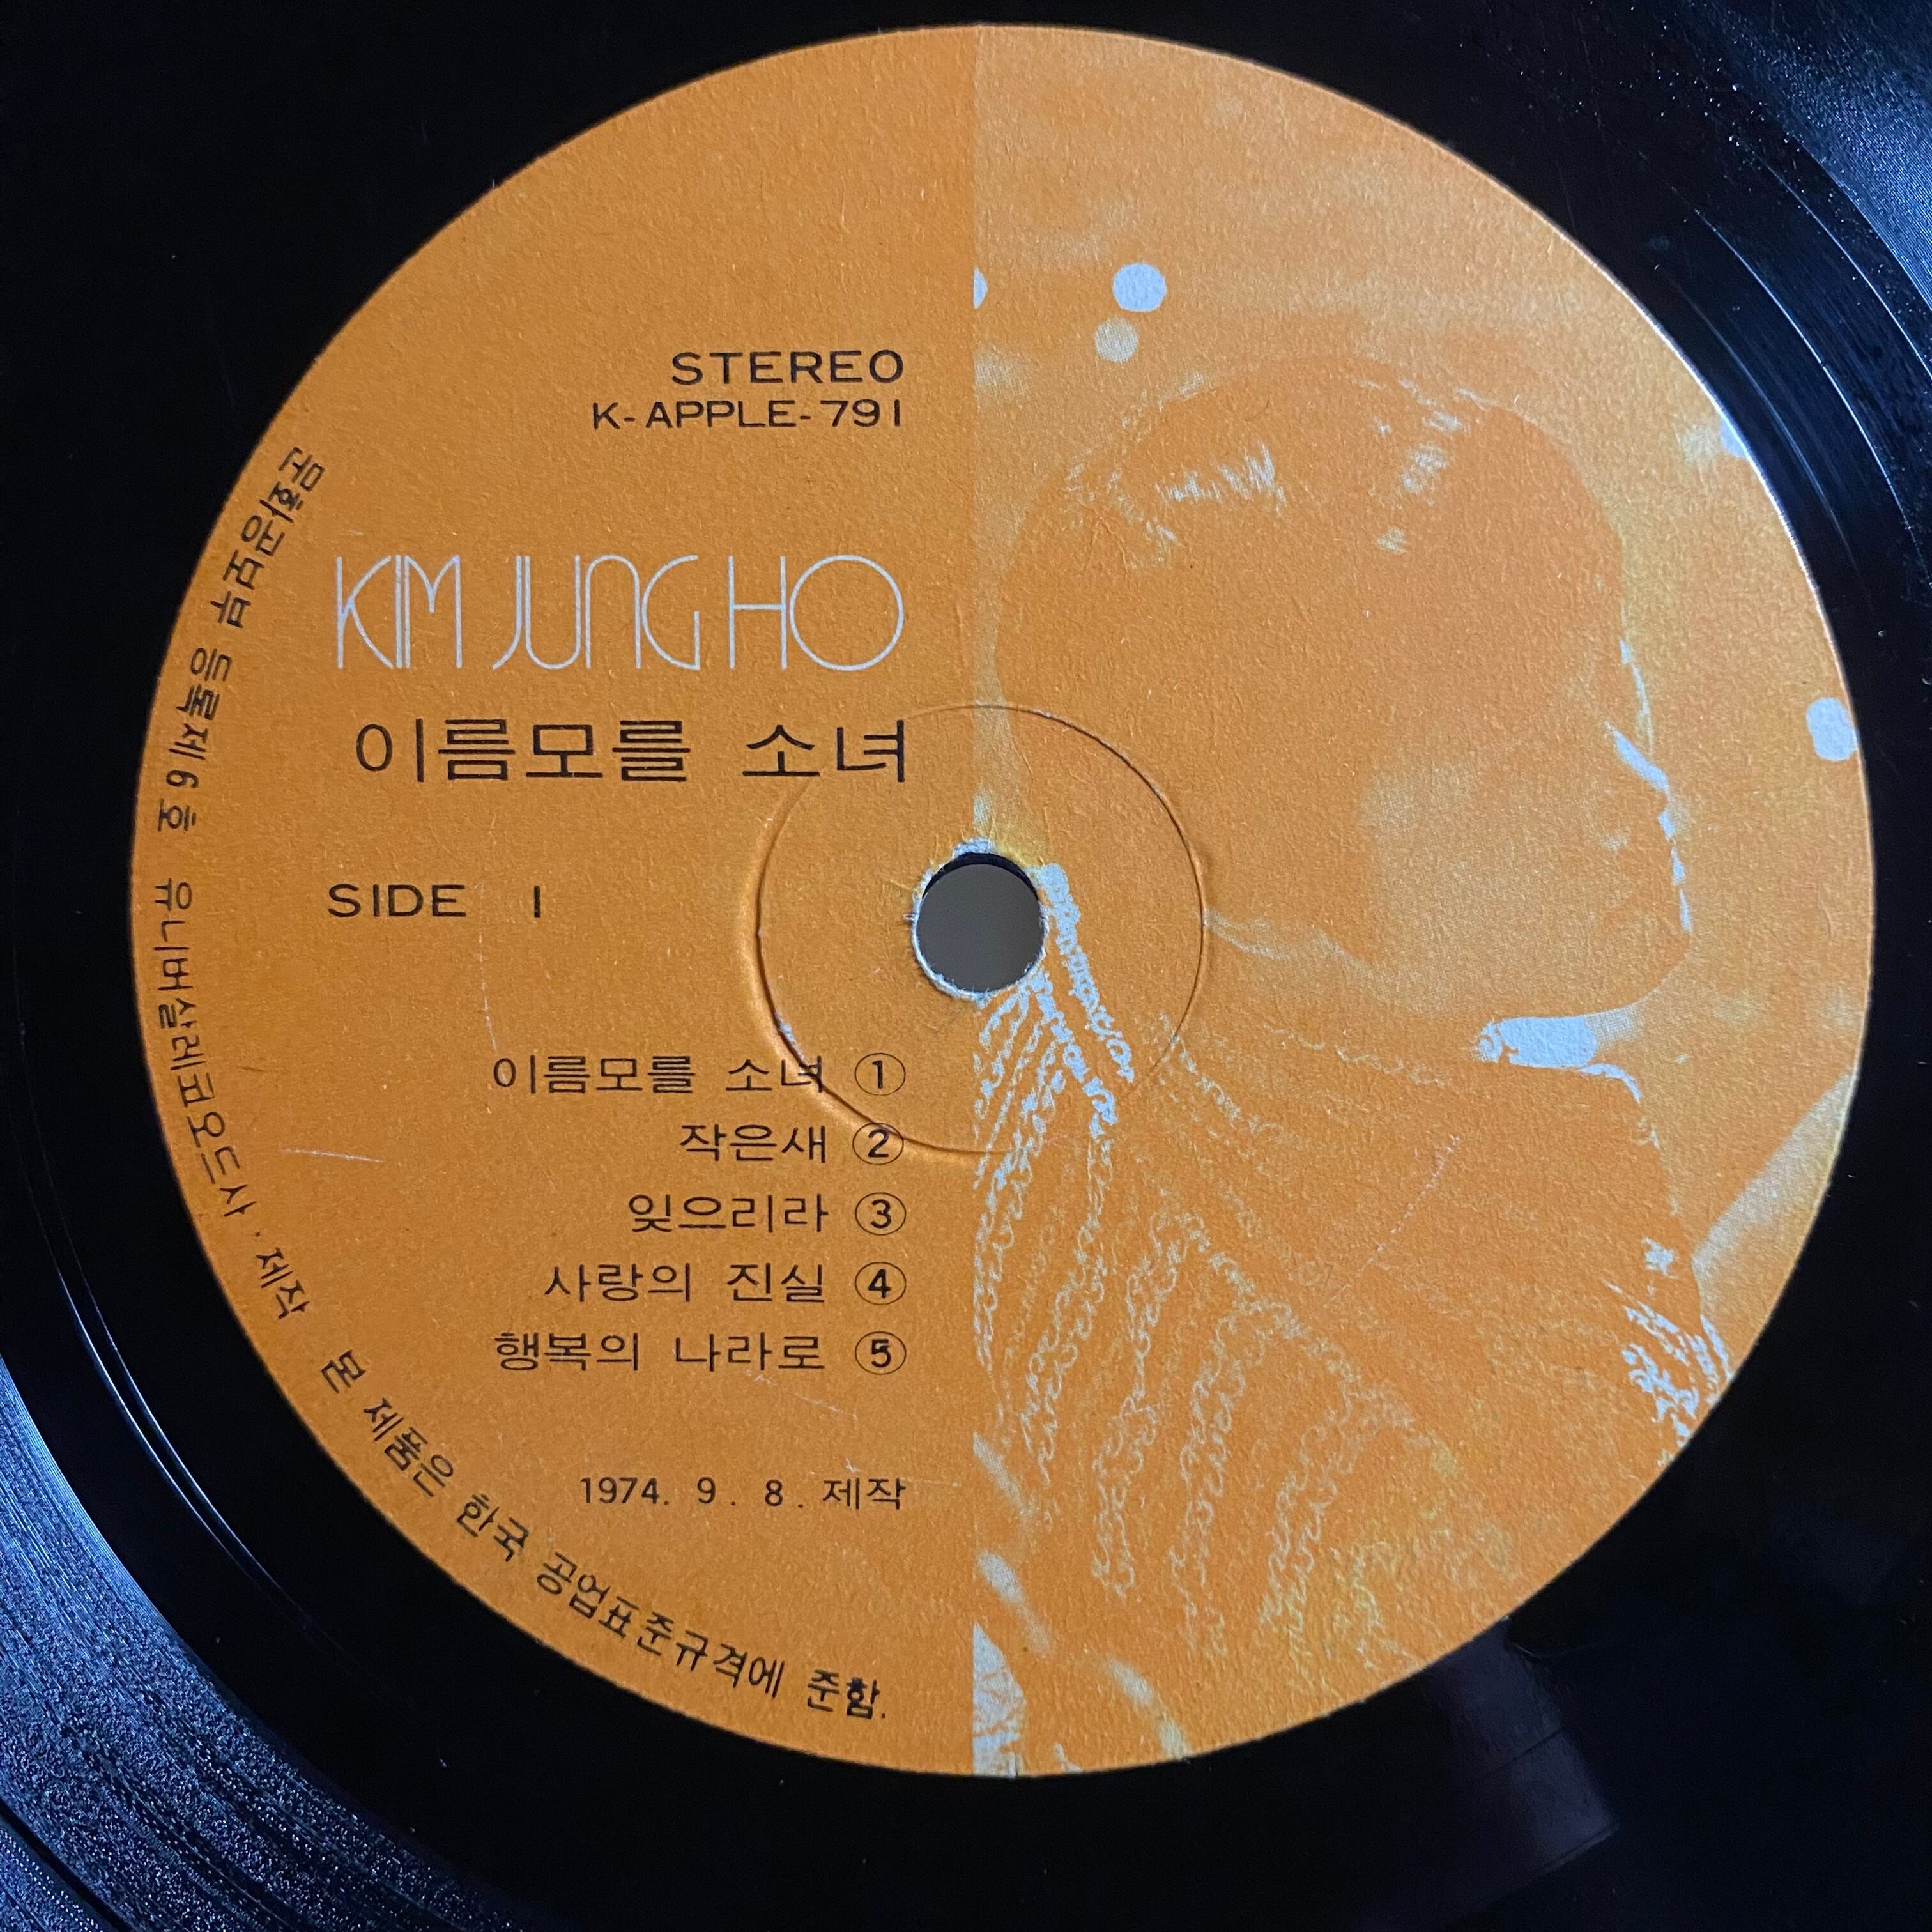 STEREO
K-APPLE-791
KIM JUNG HO
이름모를 소녀
SIDE 1
이름모를 소녀 ①
작은새 ②
잊으리라 ③
사랑의 진실 ④
행복의 나라로 ⑤
1974. 9. 8. 제작
문화공보부 등록제6호 유니버살레코오드사·제작 본 제품은 한국 공업표준규격에 준함.